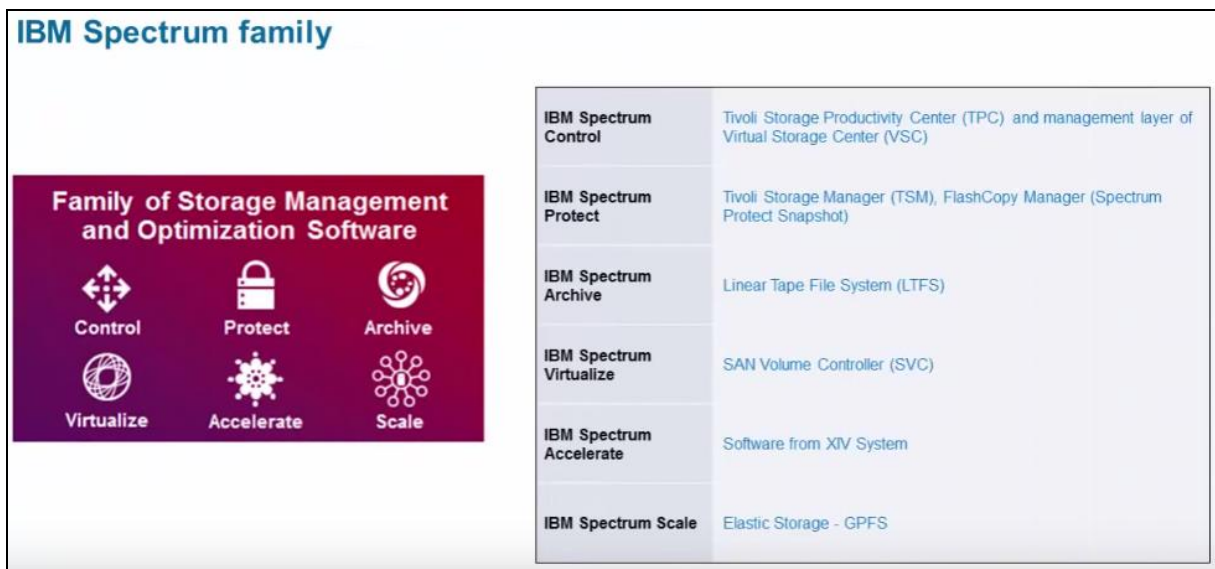 IBM Spectrum family
Family of Storage Management
and Optimization Software
Control
Protect
Archive
Virtualize
Accelerate
Scale
IBM Spectrum
Control
Tivoli Storage Productivity Center (TPC) and management layer of
Virtual Storage Center (VSC)
IBM Spectrum
Protect
Tivoli Storage Manager (TSM), FlashCopy Manager (Spectrum
Protect Snapshot)
IBM Spectrum
Archive
Linear Tape File System (LTFS)
IBM Spectrum
Virtualize
SAN Volume Controller (SVC)
IBM Spectrum
Accelerate
Software from XIV System
IBM Spectrum Scale
Elastic Storage - GPFS